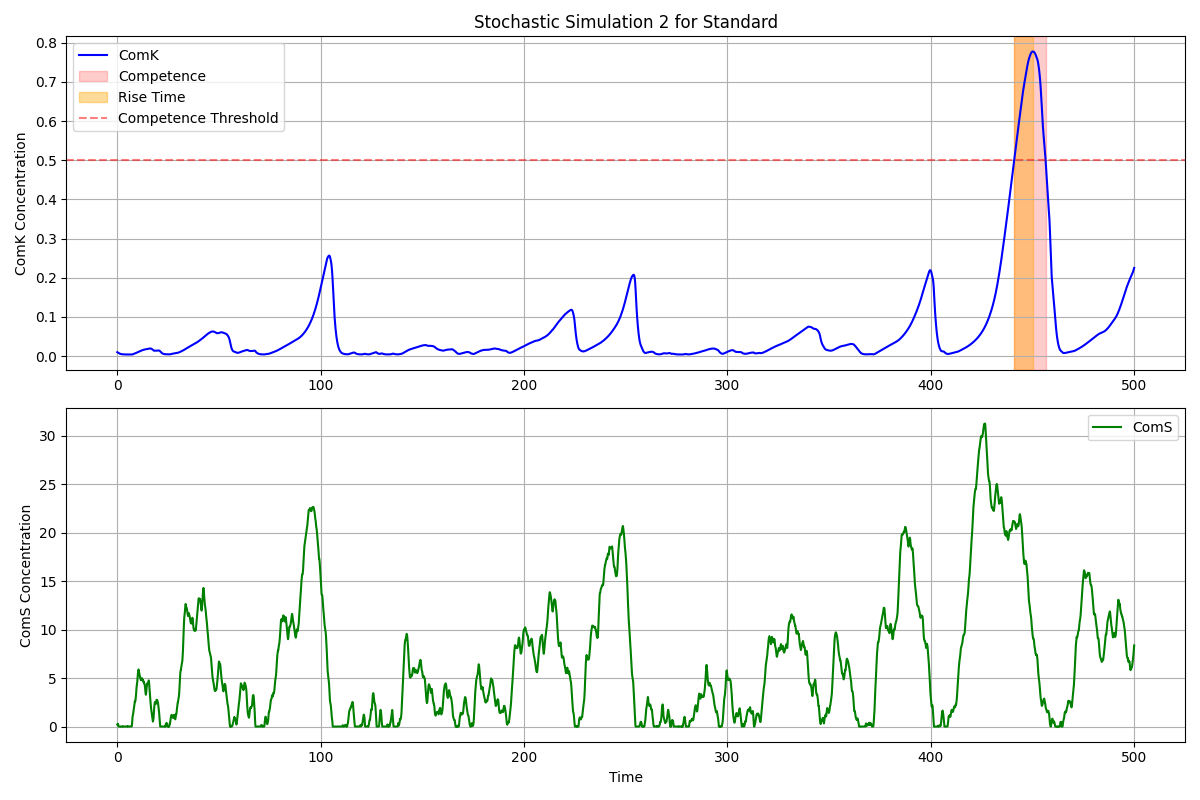 Stochastic Simulation 2 for Standard
ComK Concentration
0.8
0.7
0.6
0.5
0.4
0.3
0.2
0.1
0.0
ComK
Competence
Rise Time
Competence Threshold
0 100 200 300 400 500
ComS Concentration
30
25
20
15
10
5
0
ComS
0 100 200 300 400 500
Time